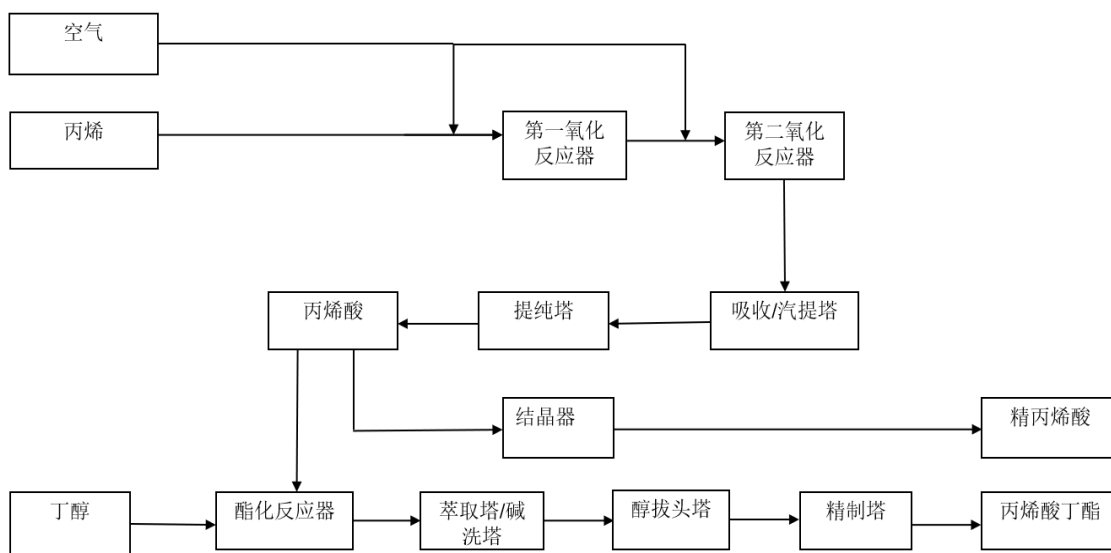 空气
丙烯
第一氧化
反应器
第二氧化
反应器
丙烯酸
提纯塔
吸收/汽提塔
结晶器
精丙烯酸
丁醇
酯化反应器
萃取塔/碱
洗塔
醇拔头塔
精制塔
丙烯酸丁酯